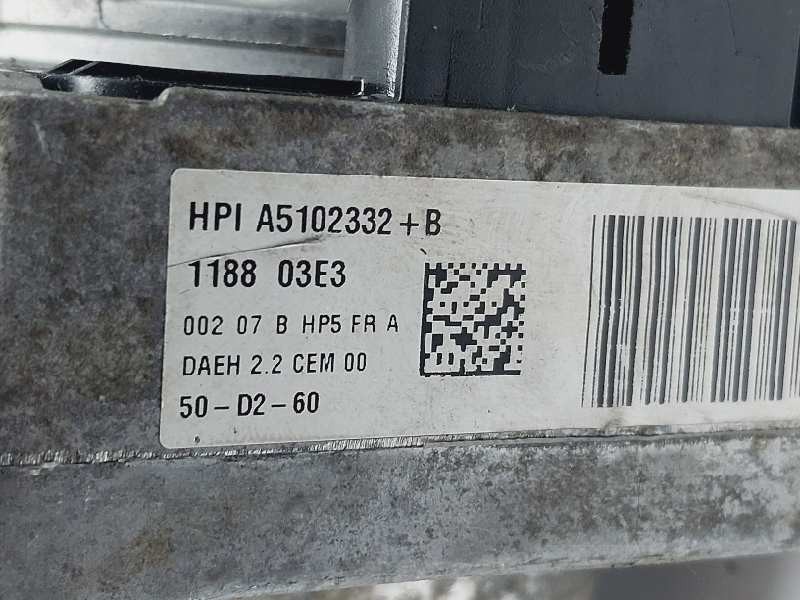 HPI A5102332+B
1188 03E3
002 07 B HP5 FR A
DAEH 2.2 CEM 00
50-D2-60